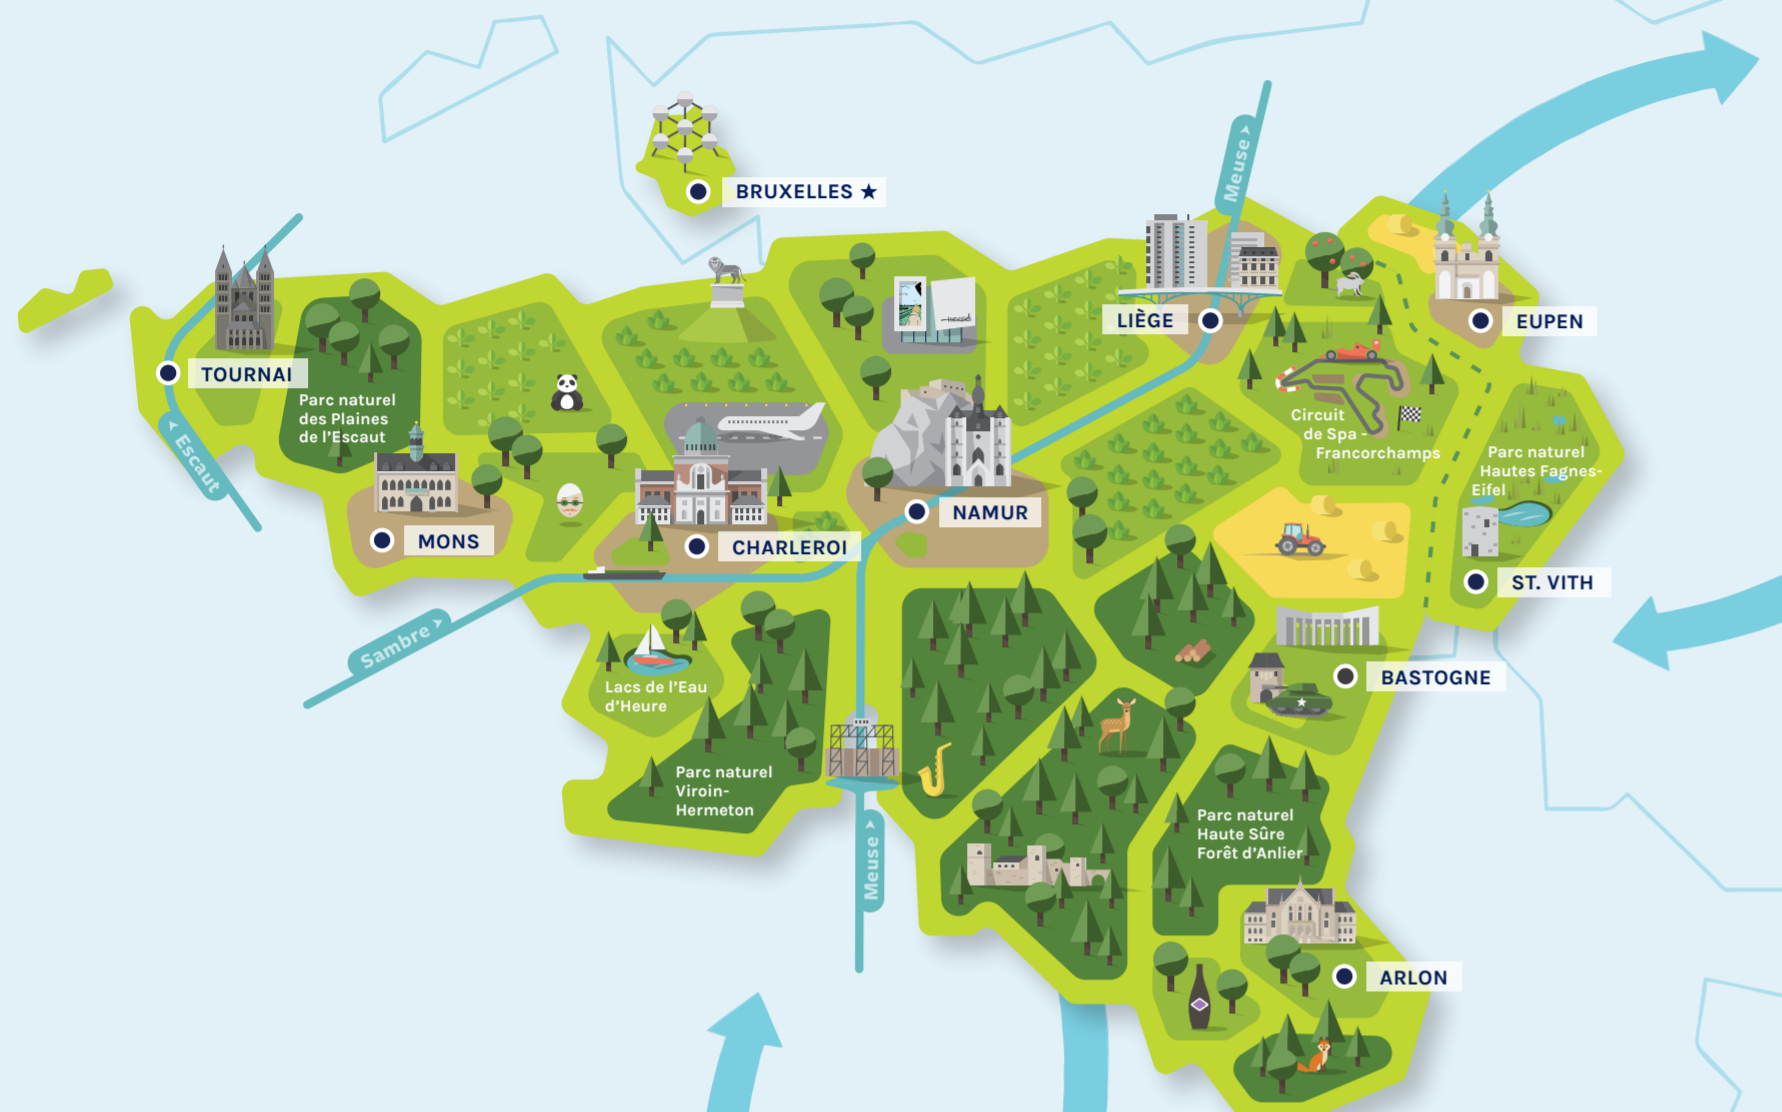 BRUXELLES ★
Meuse >
LIÈGE
EUPEN
TOURNAI
Parc naturel
des Plaines
de l'Escaut
< Escaut
Circuit
de Spa -
Francorchamps
Parc naturel
Hautes Fagnes-
Eifel
NAMUR
MONS
CHARLEROI
ST. VITH
Sambre >
BASTOGNE
Lacs de l'Eau
d'Heure
Parc naturel
Viroin-
Hermeton
Meuse >
Parc naturel
Haute Sûre
Forêt d'Anlier
ARLON